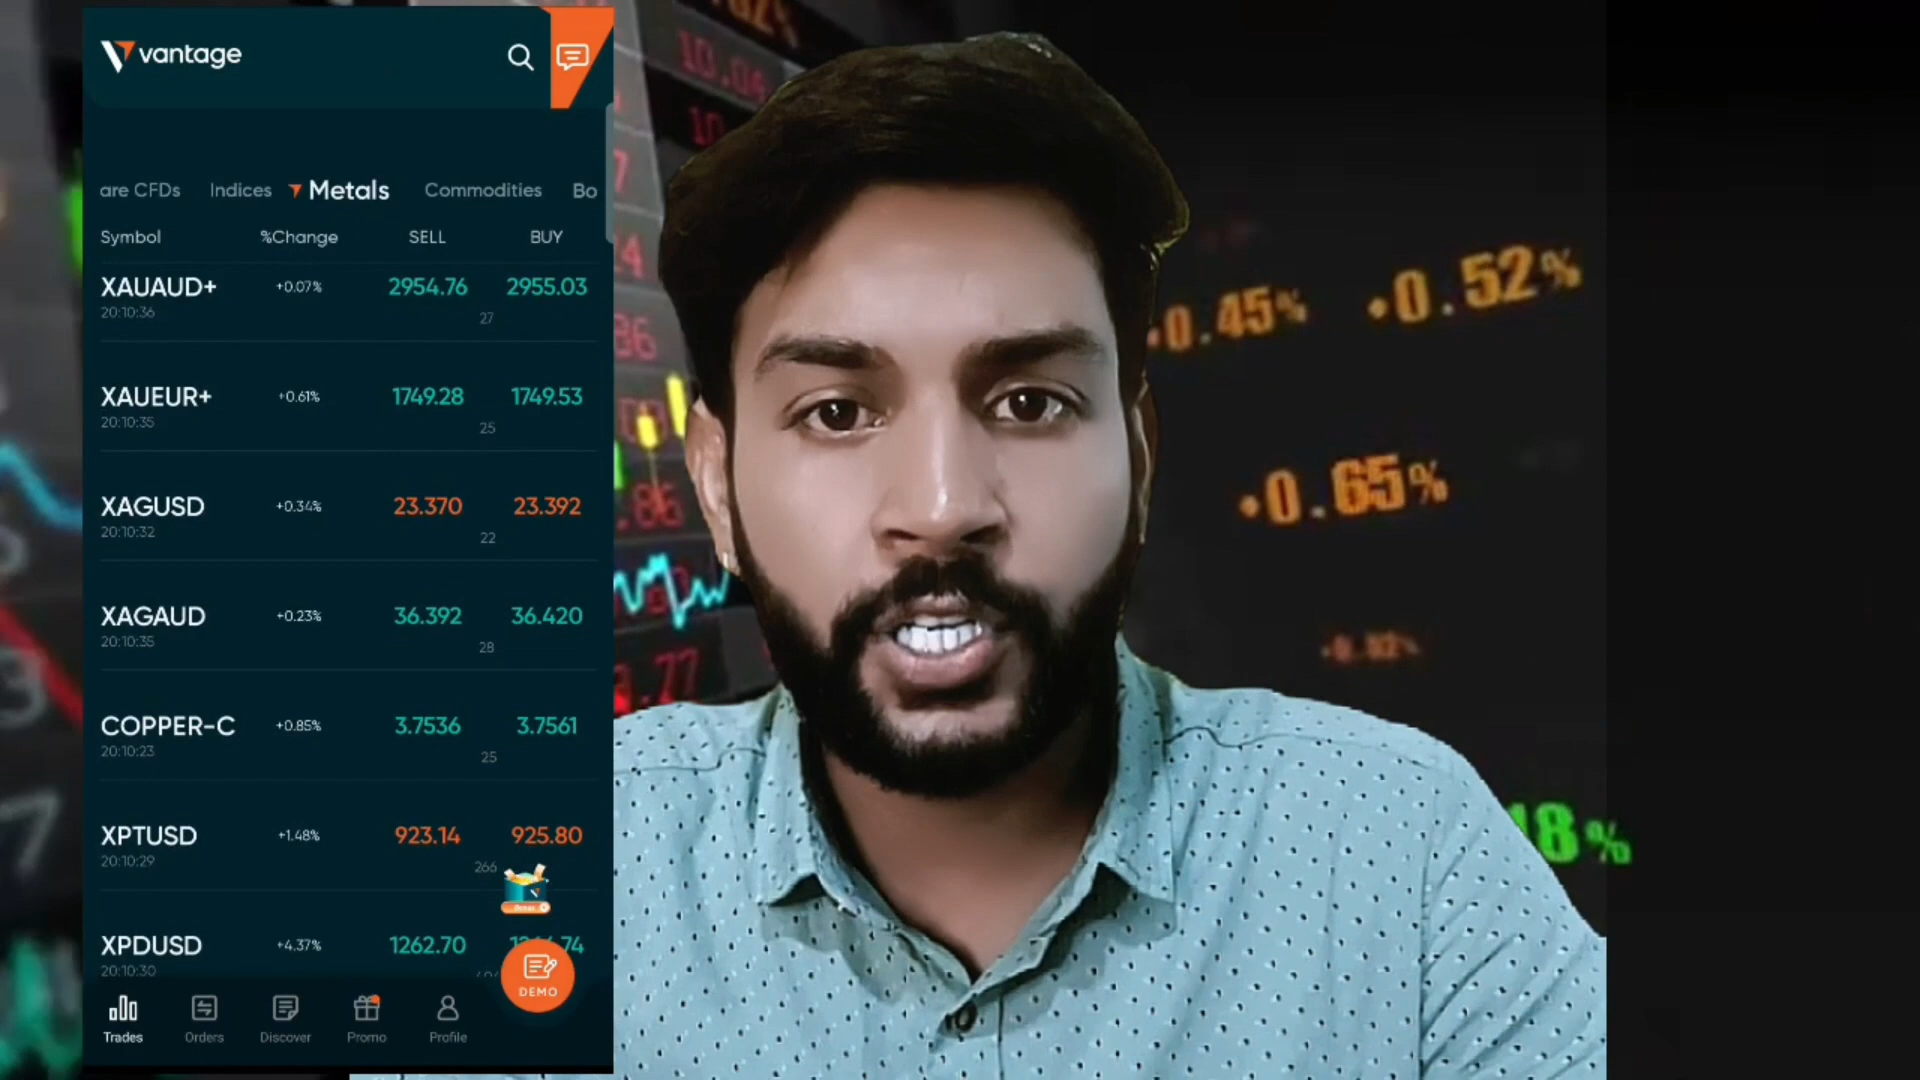 vantage
are CFDs Indices Metals Commodities Bo
Symbol %Change SELL BUY
XAUAUD+ +0.07% 2954.76 2955.03
20:10:36 27
XAUEUR+ +0.61% 1749.28 1749.53
20:10:35 25
XAGUSD +0.34% 23.370 23.392
20:10:32 22
XAGAUD +0.23% 36.392 36.420
20:10:35 28
COPPER-C +0.85% 3.7536 3.7561
20:10:23 25
XPTUSD +1.48% 923.14 925.80
20:10:29 266
XPDUSD +4.37% 1262.70
20:10:30
DEMO
Trades Orders Discover Promo Profile
10.04
10
+0.45% +0.52%
+0.65%
18%